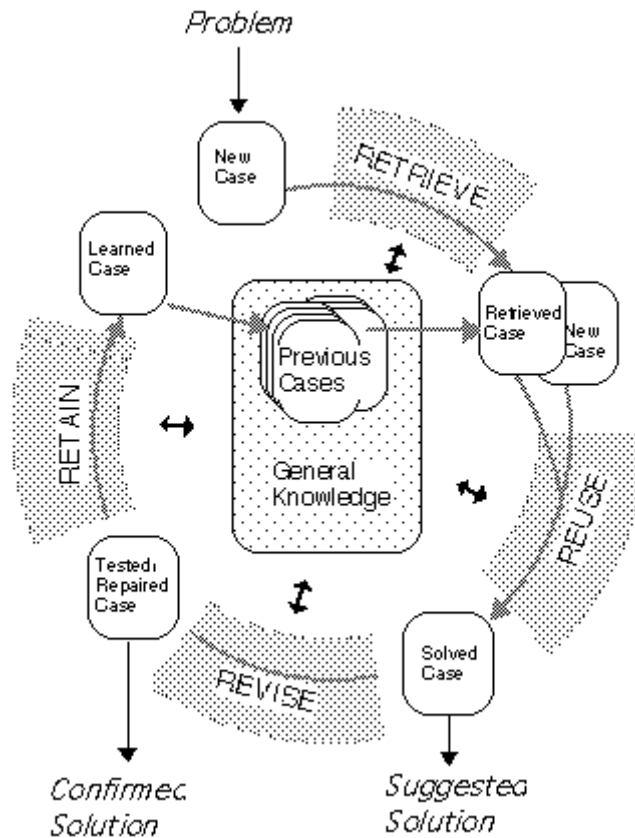 Problem
New
Case
RETRIEVE
Learned
Case
Retrieved
Case
New
Case
Previous
Cases
General
Knowledge
RETAIN
REUSE
Tested/
Repaired
Case
REVISE
Solved
Case
Confirmed
Solution
Suggested
Solution